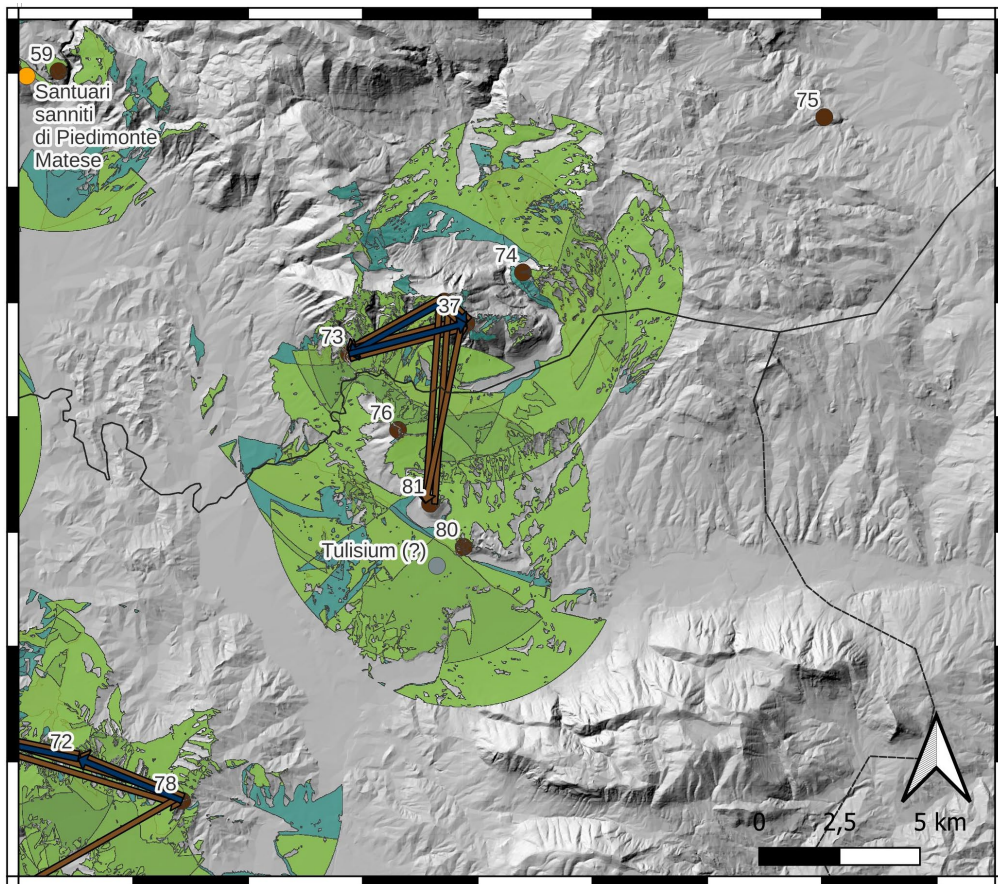 59
Santuari
sanniti
di Piedimonte
Matese
75
74
37
73
76
81
80
Tulisium (?)
72
78
0 2,5 5 km